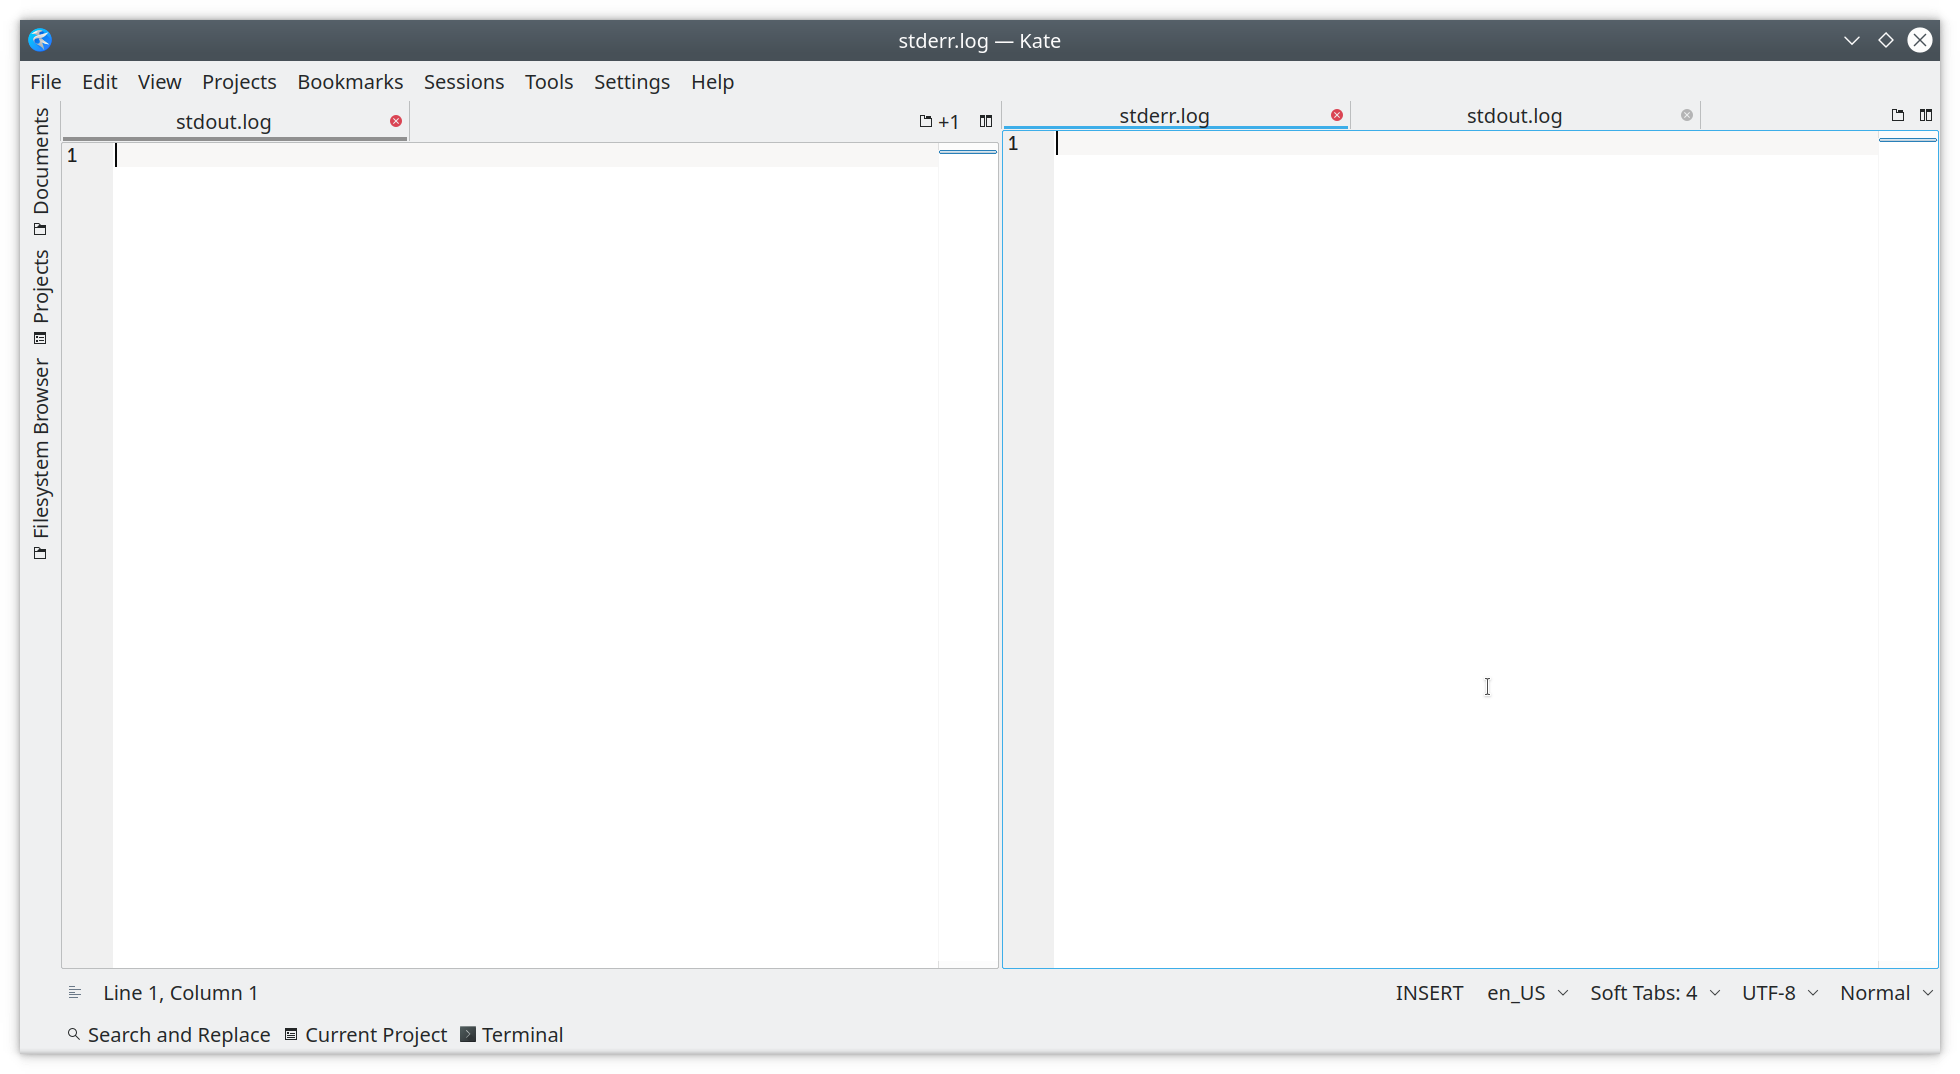 stderr.log — Kate
File Edit View Projects Bookmarks Sessions Tools Settings Help
Documents
Projects
Filesystem Browser
stdout.log +1
1
stderr.log stdout.log
1
Line 1, Column 1 INSERT en_US Soft Tabs: 4 UTF-8 Normal
Search and Replace Current Project Terminal